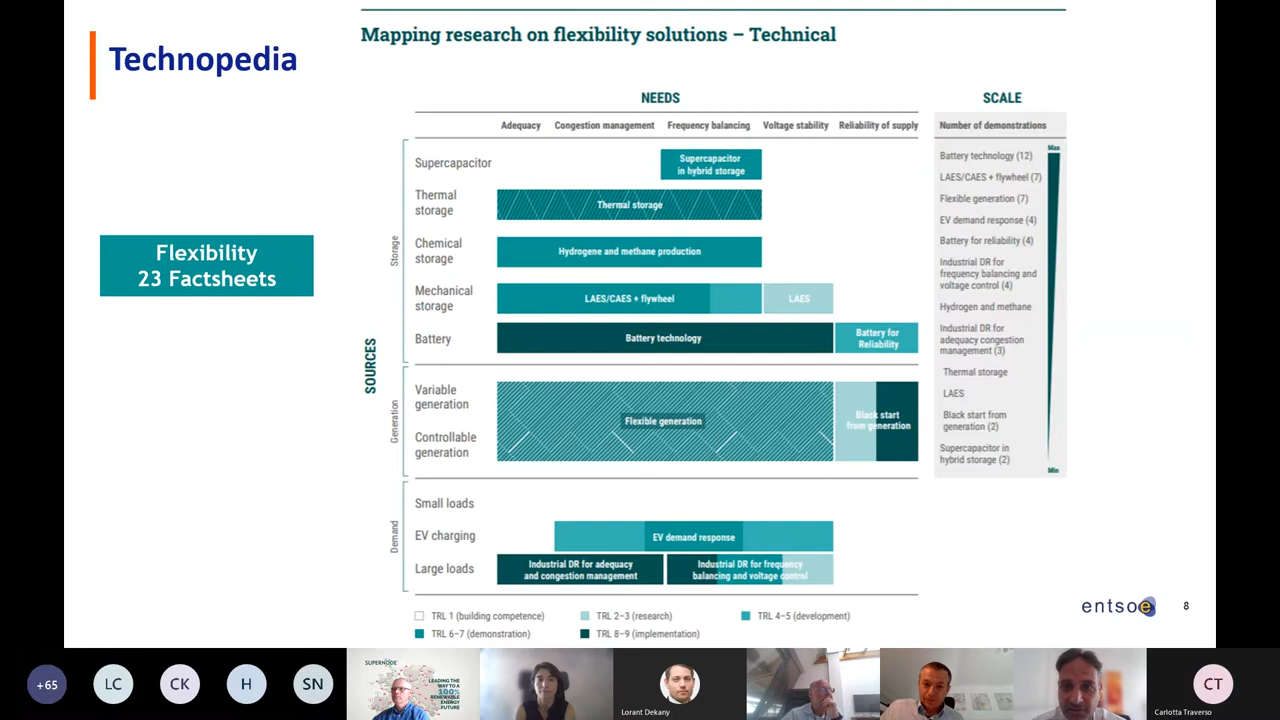 Technopedia
Flexibility
23 Factsheets
Mapping research on flexibility solutions – Technical
NEEDS
SCALE
Adequacy
Congestion management
Frequency balancing
Voltage stability
Reliability of supply
Number of demonstrations
SOURCES
Storage
Supercapacitor
Supercapacitor
in hybrid storage
Thermal
storage
Thermal storage
Chemical
storage
Hydrogene and methane production
Mechanical
storage
LAES/CAES + flywheel
LAES
Battery
Battery technology
Battery for
Reliability
Generation
Variable
generation
Controllable
generation
Flexible generation
Black start
from generation
Demand
Small loads
EV charging
EV demand response
Large loads
Industrial DR for adequacy
and congestion management
Industrial DR for frequency
balancing and voltage control
Max
Battery technology (12)
LAES/CAES + flywheel (7)
Flexible generation (7)
EV demand response (4)
Battery for reliability (4)
Industrial DR for
frequency balancing and
voltage control (4)
Hydrogen and methane
Industrial DR for
adequacy congestion
management (3)
Thermal storage
LAES
Black start from
generation (2)
Supercapacitor in
hybrid storage (2)
Min
TRL 1 (building competence)
TRL 2–3 (research)
TRL 4–5 (development)
TRL 6–7 (demonstration)
TRL 8–9 (implementation)
entsoe
8
+65
LC
CK
H
SN
SUPERNODE
LEADING THE
WAY TO A
100%
RENEWABLE
ENERGY
FUTURE
Lorant Dekany
CT
Carlotta Traverso